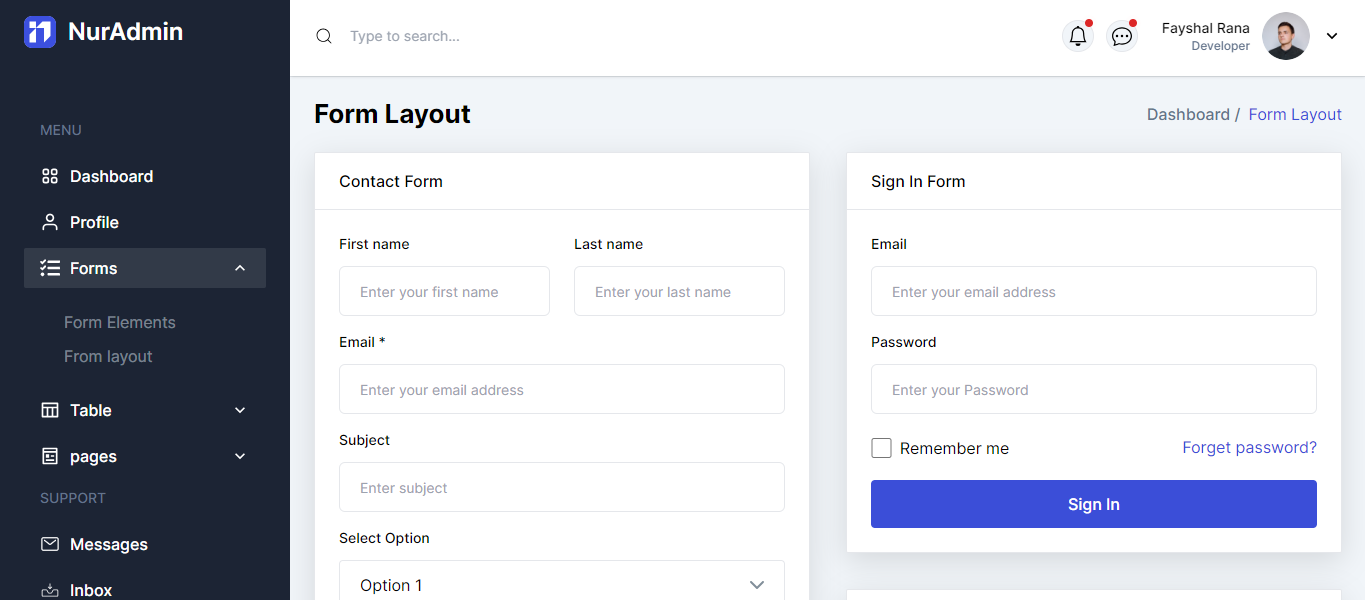 NurAdmin
MENU
Dashboard
Profile
Forms
Form Elements
From layout
Table
pages
SUPPORT
Messages
Inbox
Type to search...
Fayshal Rana
Developer
Form Layout
Dashboard / Form Layout
Contact Form
First name
Last name
Enter your first name
Enter your last name
Email *
Enter your email address
Subject
Enter subject
Select Option
Option 1
Sign In Form
Email
Enter your email address
Password
Enter your Password
Remember me
Forget password?
Sign In